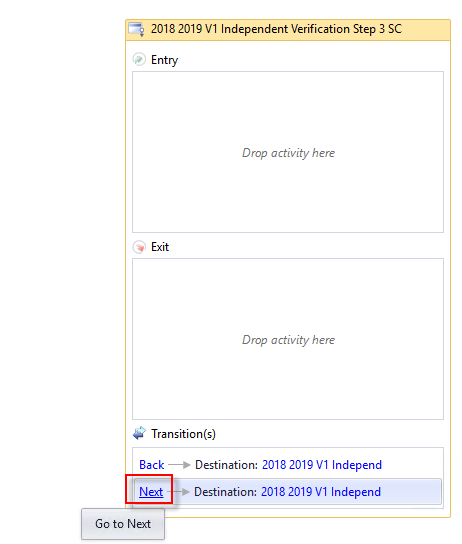 2018 2019 V1 Independent Verification Step 3 SC
Entry
Drop activity here
Exit
Drop activity here
Transition(s)
Back Destination: 2018 2019 V1 Independ
Next Destination: 2018 2019 V1 Independ
Go to Next